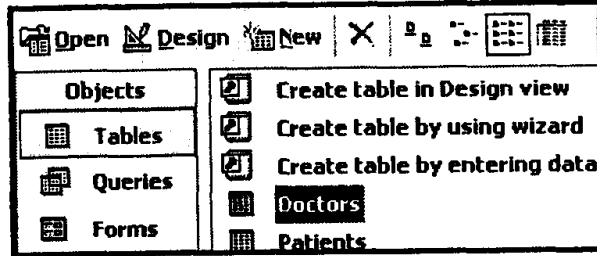 Open Design New
Objects
Tables
Queries
Forms
Create table in Design view
Create table by using wizard
Create table by entering data
Doctors
Patients